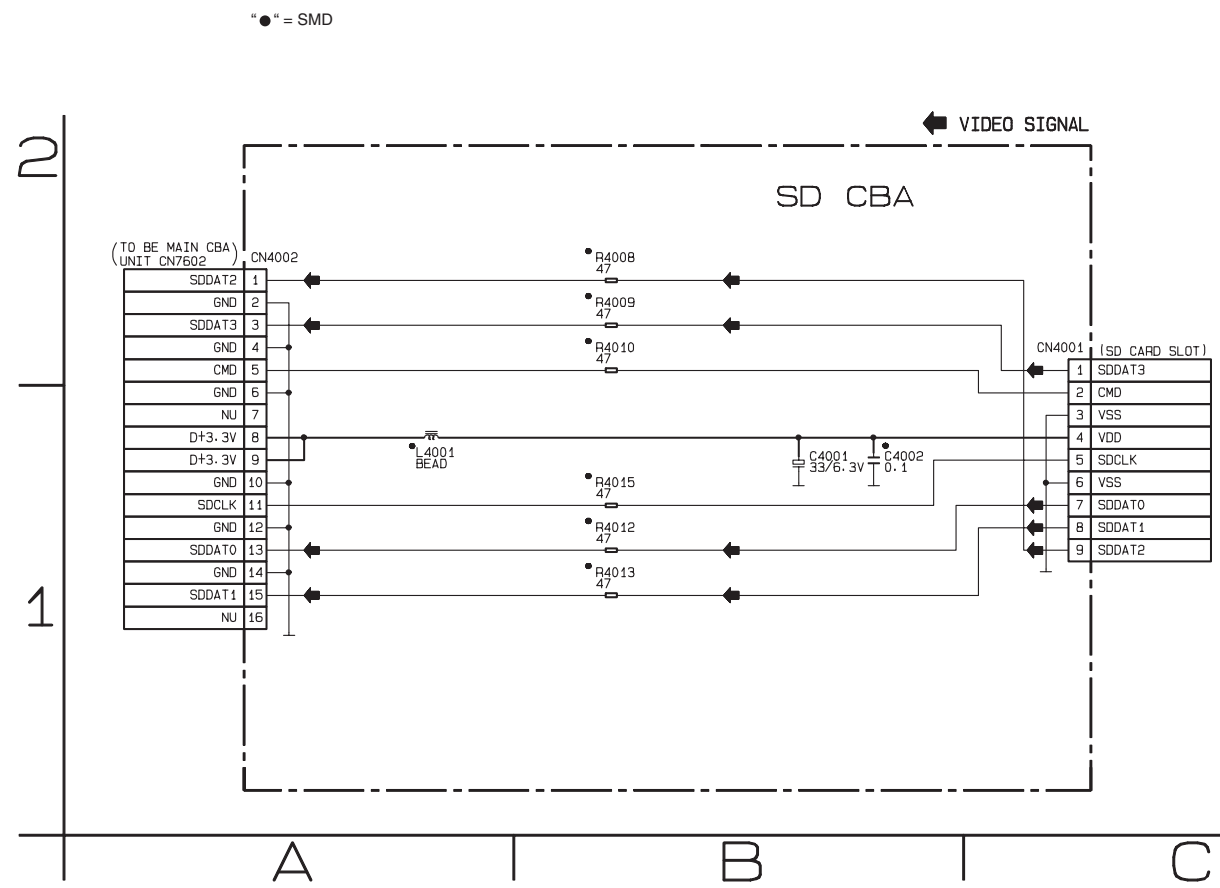 "●" = SMD
VIDEO SIGNAL
2
SD CBA
(TO BE MAIN CBA)
(UNIT CN7602)
CN4002
SDDAT2 1
GND 2
SDDAT3 3
GND 4
CMD 5
GND 6
NU 7
D+3.3V 8
D+3.3V 9
GND 10
SDCLK 11
GND 12
SDDAT0 13
GND 14
SDDAT1 15
NU 16
R4008
47
R4009
47
R4010
47
L4001
BEAD
C4001
33/6.3V
C4002
0.1
R4015
47
R4012
47
R4013
47
CN4001 (SD CARD SLOT)
1 SDDAT3
2 CMD
3 VSS
4 VDD
5 SDCLK
6 VSS
7 SDDAT0
8 SDDAT1
9 SDDAT2
1
A B C